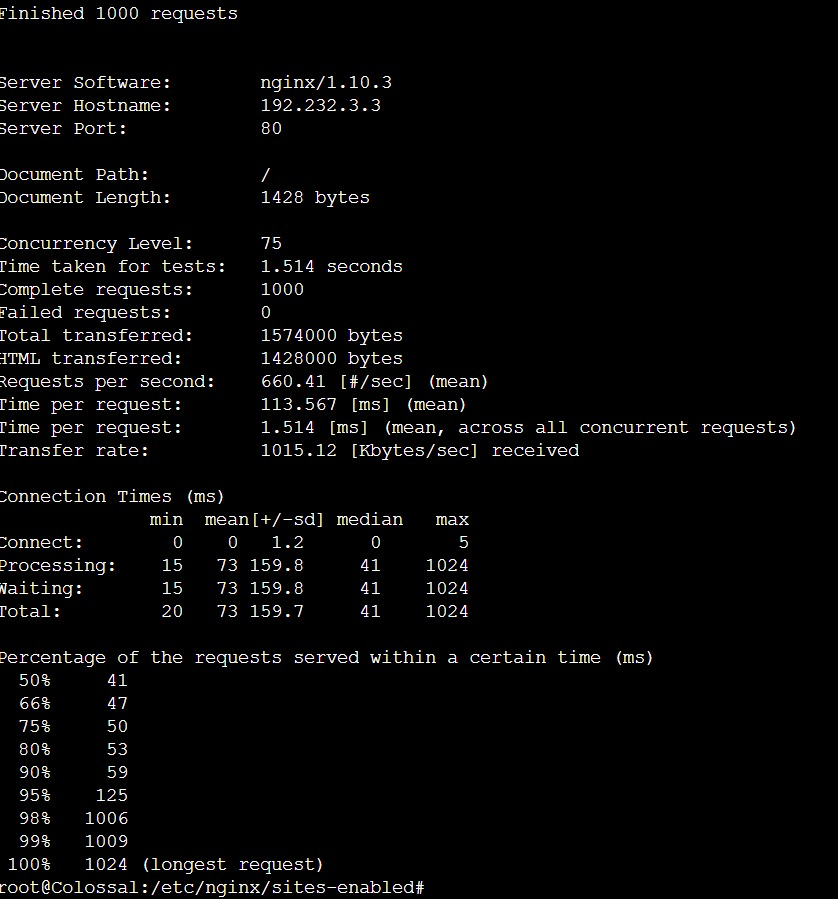 Finished 1000 requests
Server Software: nginx/1.10.3
Server Hostname: 192.232.3.3
Server Port: 80
Document Path: /
Document Length: 1428 bytes
Concurrency Level: 75
Time taken for tests: 1.514 seconds
Complete requests: 1000
Failed requests: 0
Total transferred: 1574000 bytes
HTML transferred: 1428000 bytes
Requests per second: 660.41 [#/sec] (mean)
Time per request: 113.567 [ms] (mean)
Time per request: 1.514 [ms] (mean, across all concurrent requests)
Transfer rate: 1015.12 [Kbytes/sec] received
Connection Times (ms)
min mean[+/-sd] median max
Connect: 0 0 1.2 0 5
Processing: 15 73 159.8 41 1024
Waiting: 15 73 159.8 41 1024
Total: 20 73 159.7 41 1024
Percentage of the requests served within a certain time (ms)
50% 41
66% 47
75% 50
80% 53
90% 59
95% 125
98% 1006
99% 1009
100% 1024 (longest request)
root@Colossal:/etc/nginx/sites-enabled#